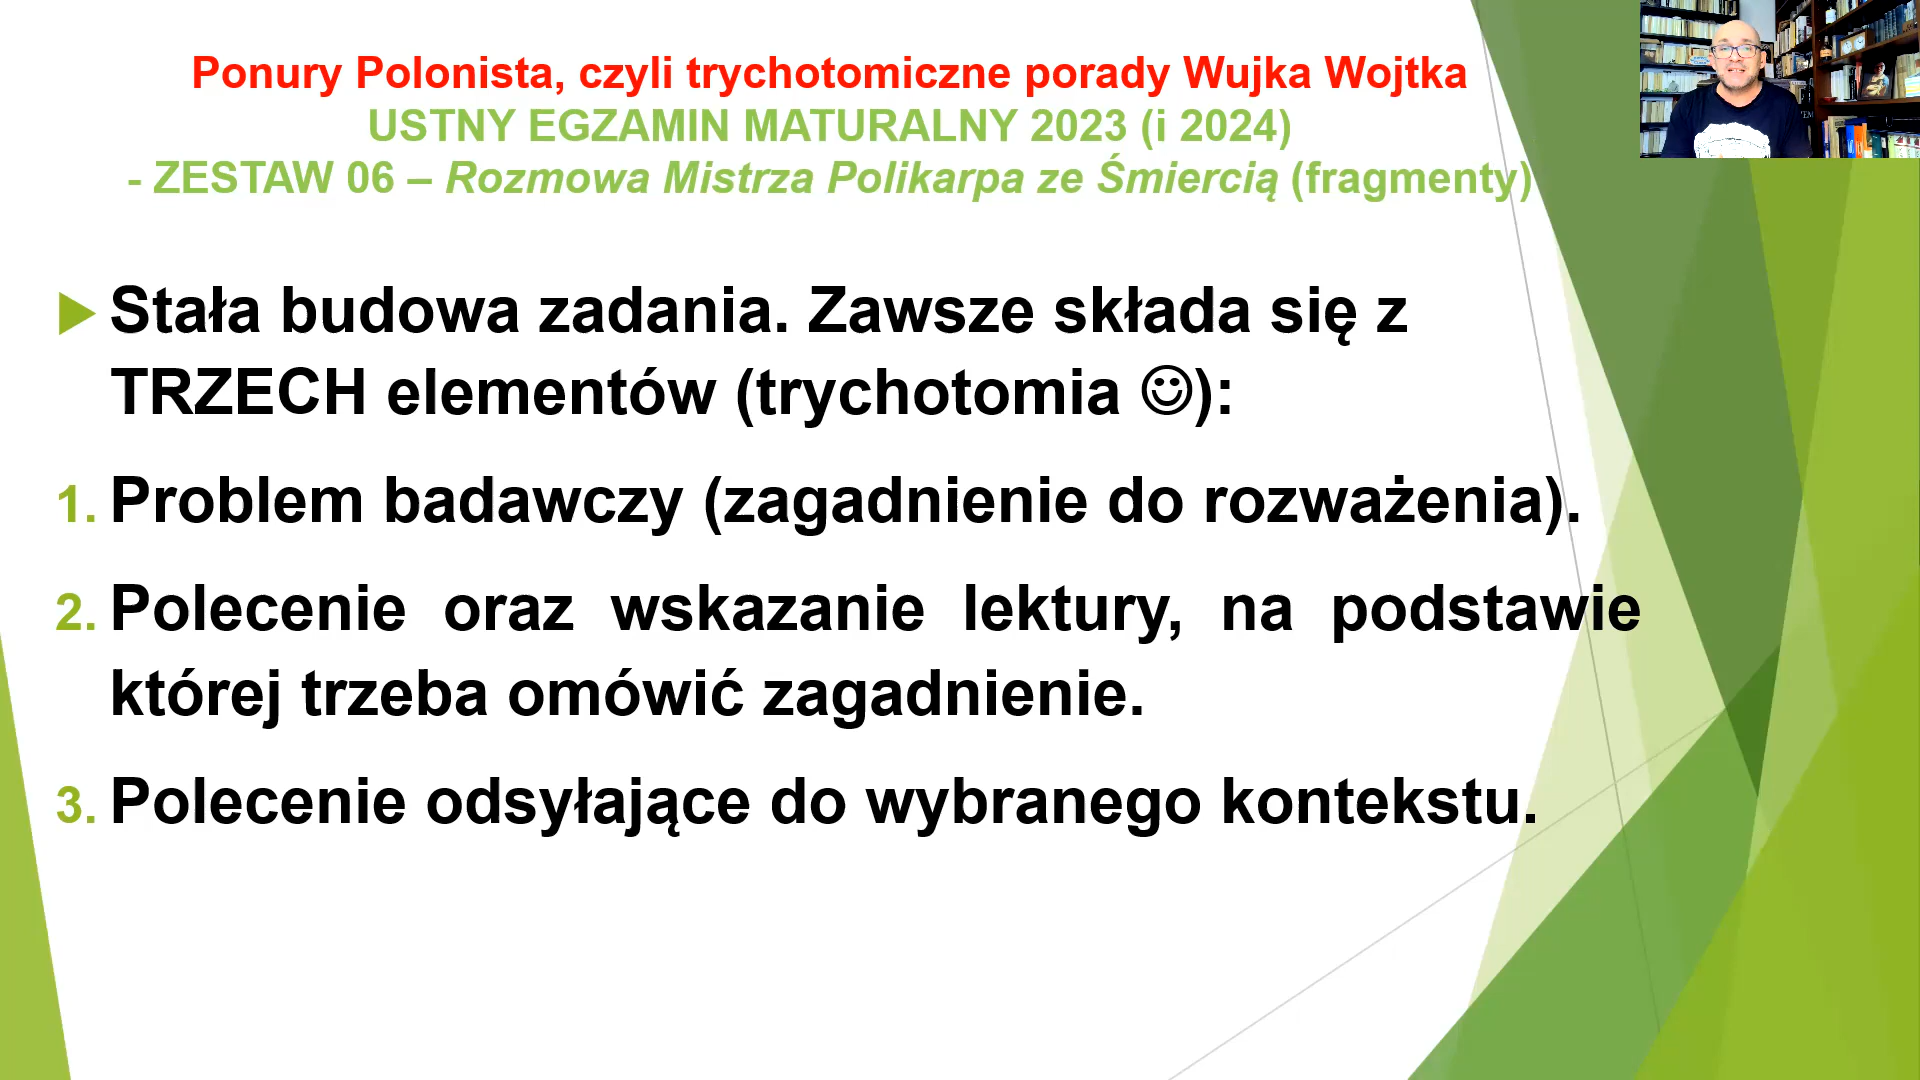 Ponury Polonista, czyli trychotomiczne porady Wujka Wojtka
USTNY EGZAMIN MATURALNY 2023 (i 2024)
- ZESTAW 06 – Rozmowa Mistrza Polikarpa ze Śmiercią (fragmenty)
Stała budowa zadania. Zawsze składa się z
TRZECH elementów (trychotomia ☺):
1. Problem badawczy (zagadnienie do rozważenia).
2. Polecenie oraz wskazanie lektury, na podstawie
której trzeba omówić zagadnienie.
3. Polecenie odsyłające do wybranego kontekstu.